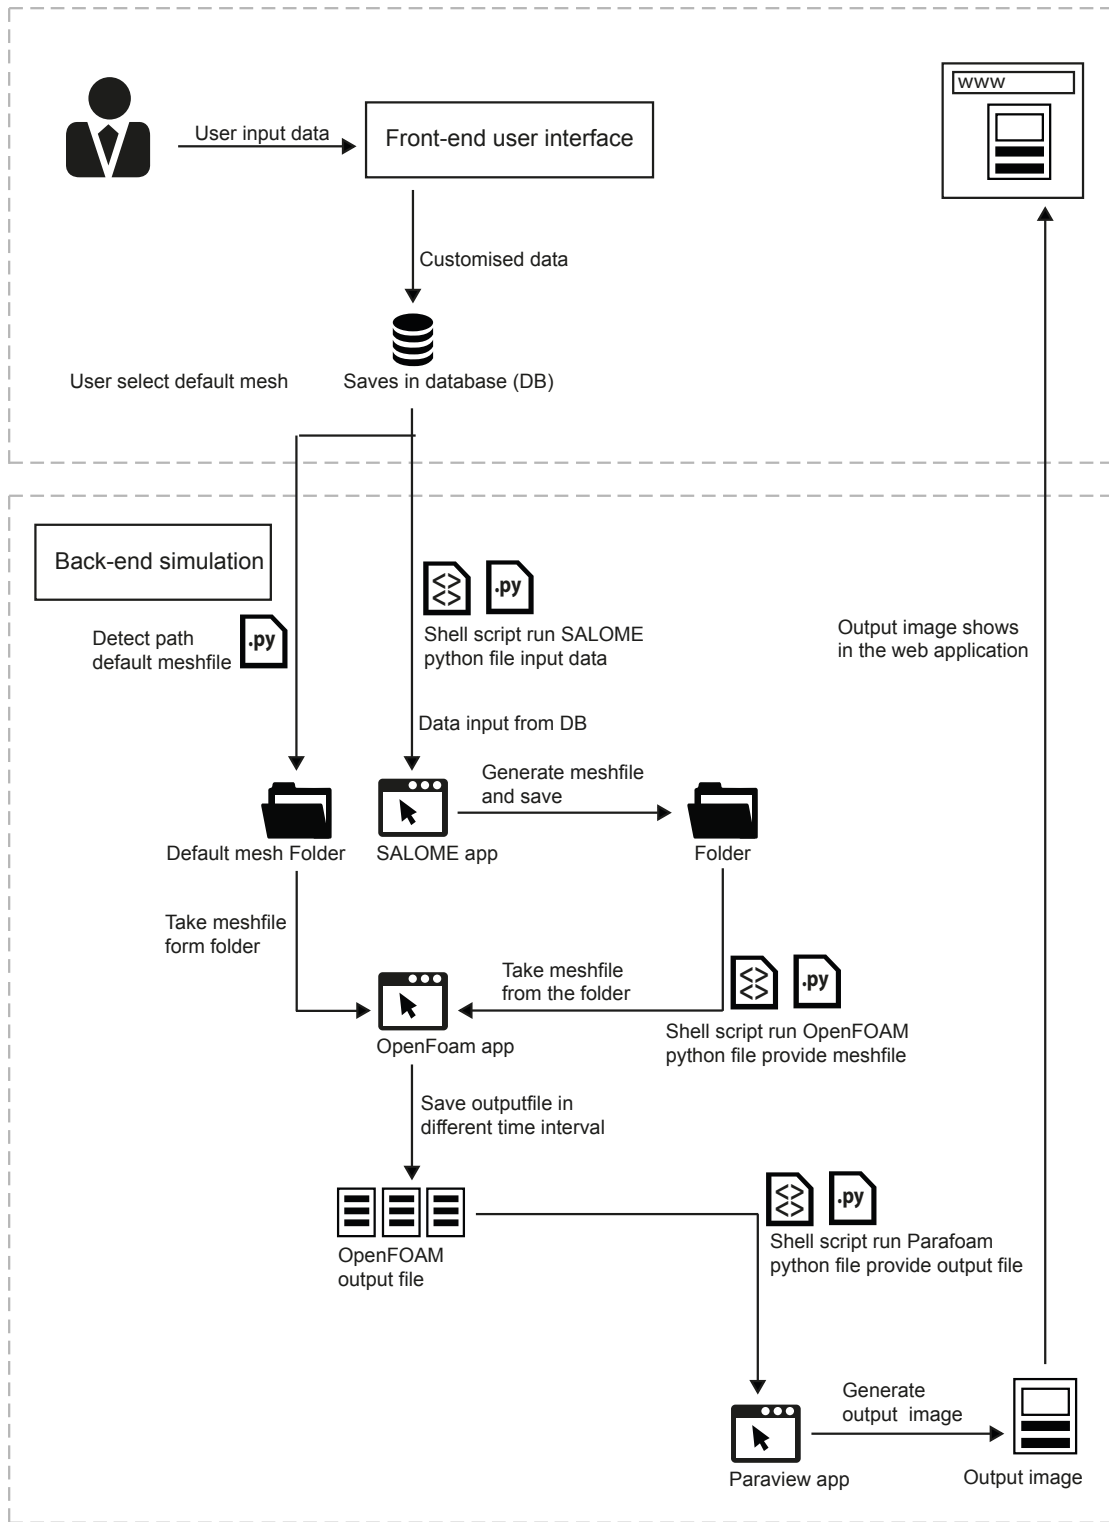 www
User input data
Front-end user interface
Customised data
User select default mesh
Saves in database (DB)
Back-end simulation
.py
Shell script run SALOME
python file input data
Detect path
default meshfile
.py
Output image shows
in the web application
Data input from DB
Generate meshfile
and save
Default mesh Folder
SALOME app
Folder
Take meshfile
form folder
Take meshfile
from the folder
.py
Shell script run OpenFOAM
python file provide meshfile
OpenFoam app
Save outputfile in
different time interval
.py
Shell script run Parafoam
python file provide output file
OpenFOAM
output file
Generate
output image
Paraview app
Output image